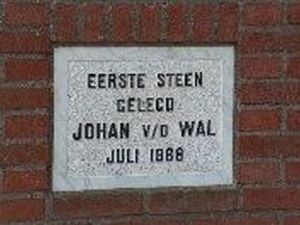 EERSTE STEEN
GELEGD
JOHAN V/D WAL
JULI 1988